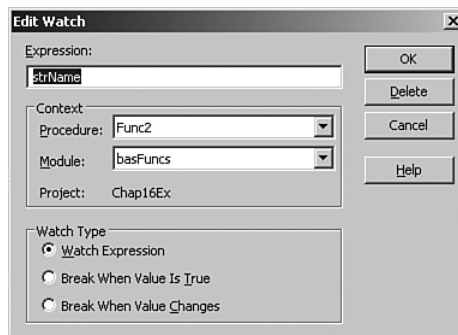 Edit Watch
Expression:
strName
OK
Delete
Cancel
Help
Context
Procedure: Func2
Module: basFuncs
Project: Chap16Ex
Watch Type
Watch Expression
Break When Value Is True
Break When Value Changes